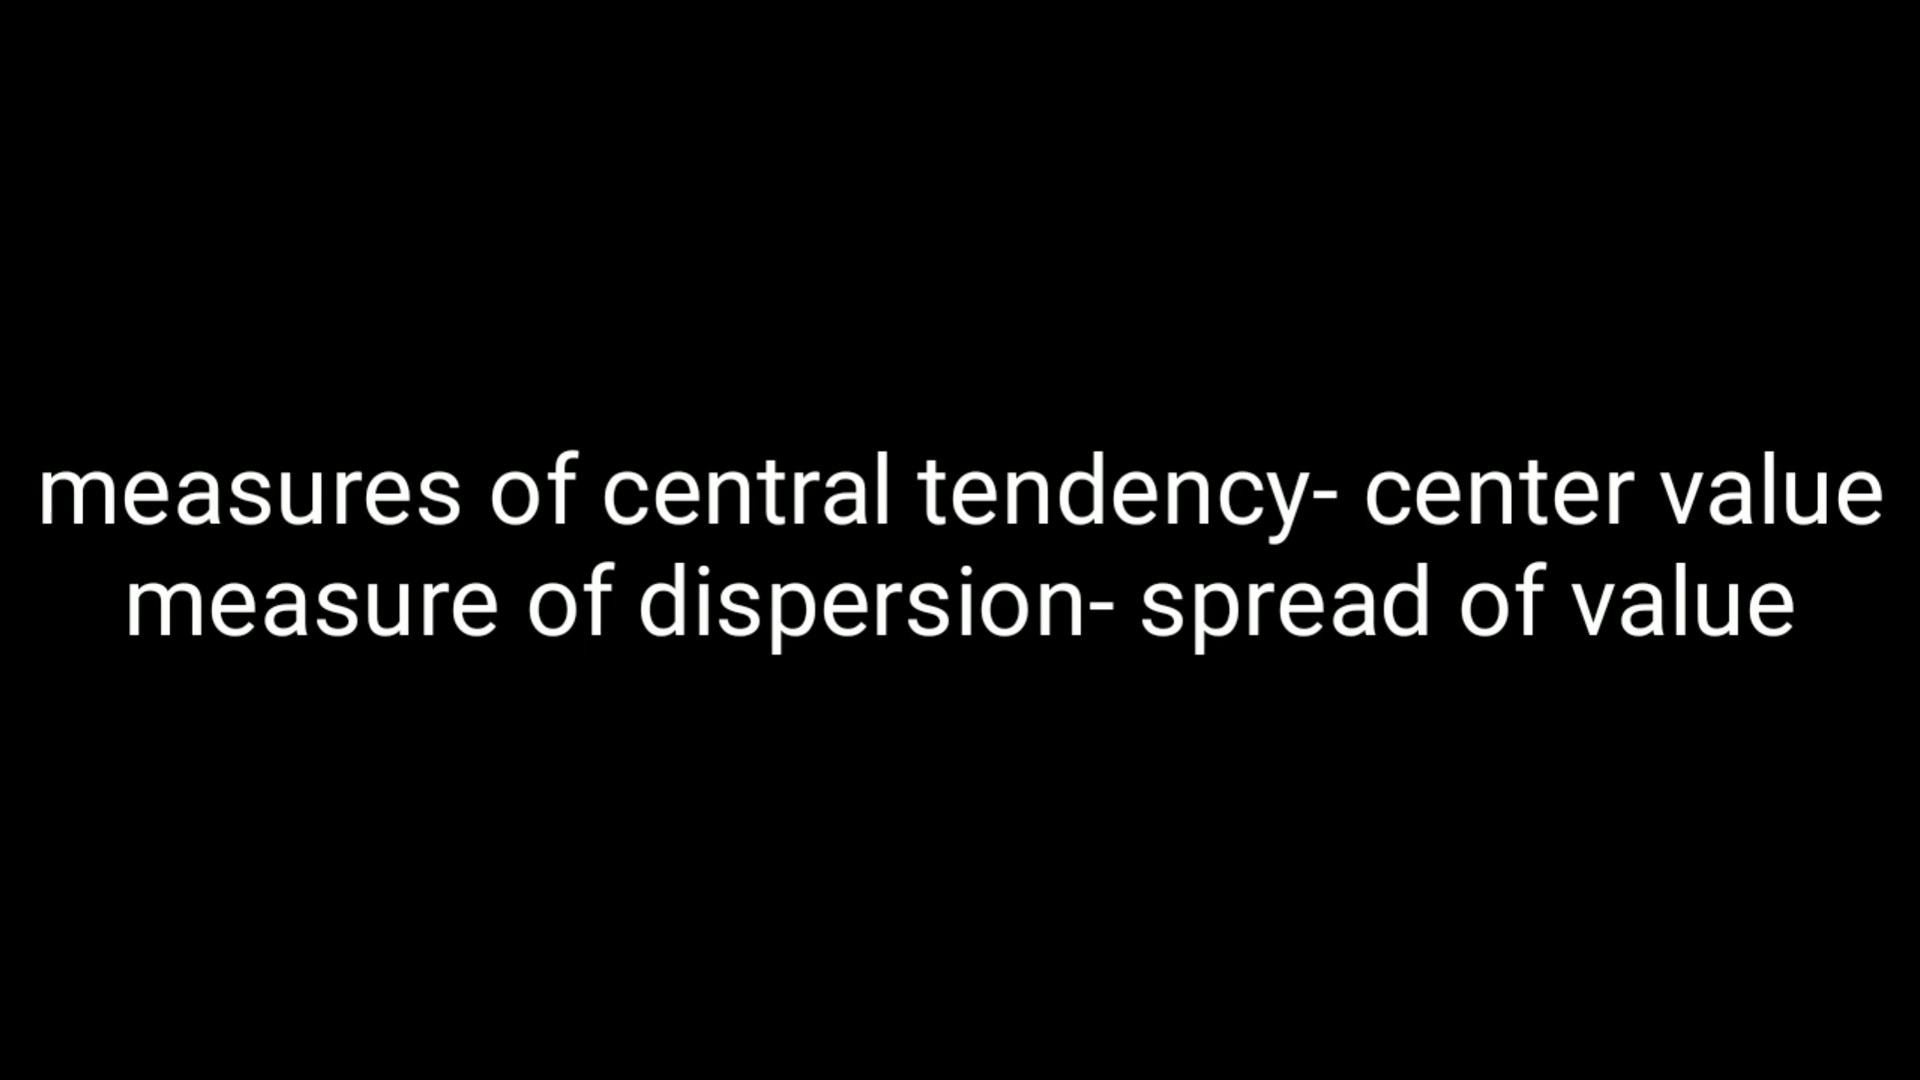 measures of central tendency- center value
measure of dispersion- spread of value